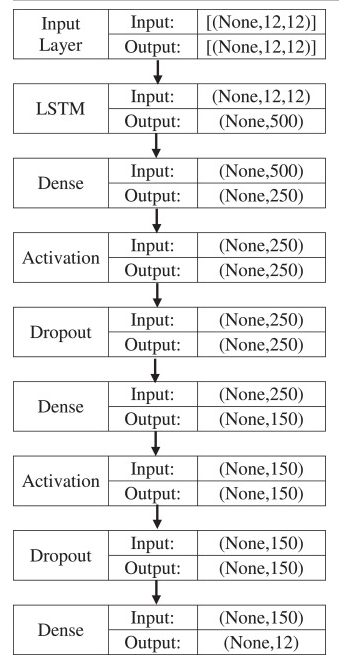 Input Layer Input: [(None,12,12)]
Output: [(None,12,12)]
LSTM Input: (None,12,12)
Output: (None,500)
Dense Input: (None,500)
Output: (None,250)
Activation Input: (None,250)
Output: (None,250)
Dropout Input: (None,250)
Output: (None,250)
Dense Input: (None,250)
Output: (None,150)
Activation Input: (None,150)
Output: (None,150)
Dropout Input: (None,150)
Output: (None,150)
Dense Input: (None,150)
Output: (None,12)